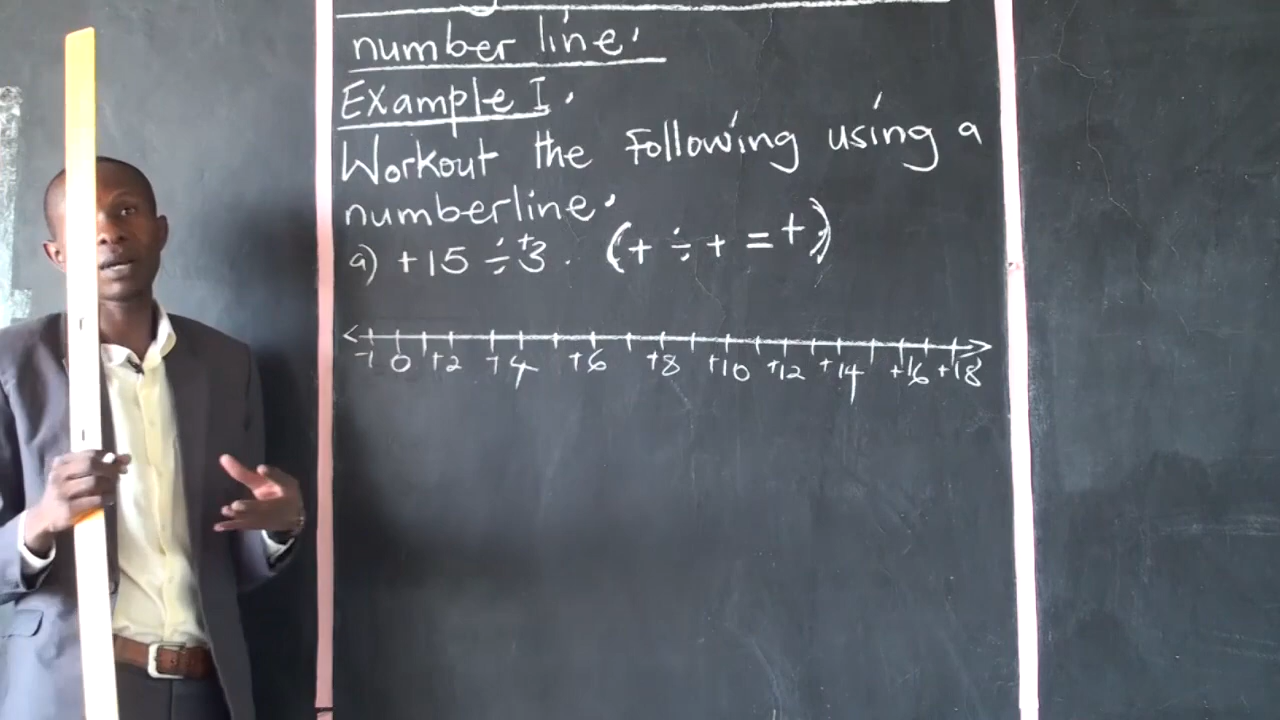 number line.
Example I.
Workout the Following using a
numberline.
a) +15 ÷ +3. (+ ÷ + = +)
-1 0 +2 +4 +6 +8 +10 +12 +14 +16 +18